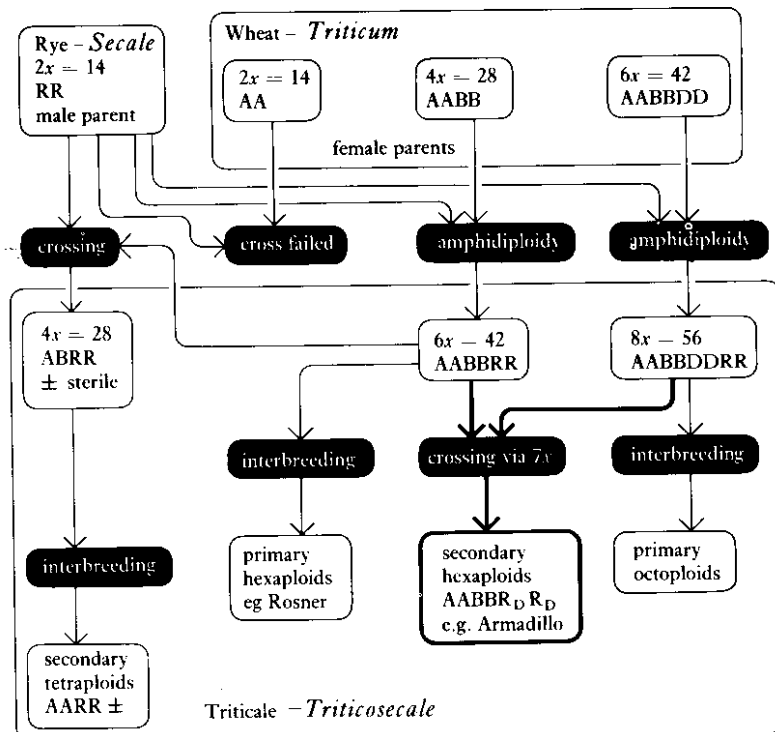 Rye – Secale
2x = 14
RR
male parent
Wheat – Triticum
2x = 14
AA
4x = 28
AABB
6x = 42
AABBDD
female parents
crossing
cross failed
amphidiploidy
amphidiploidy
4x = 28
ABRR
± sterile
6x – 42
AABBRR
8x – 56
AABBDDRR
interbreeding
crossing via 7x
interbreeding
interbreeding
primary
hexaploids
eg Rosner
secondary
hexaploids
AABBR_D R_D
e.g. Armadillo
primary
octoploids
secondary
tetraploids
AARR ±
Triticale – Triticosecale